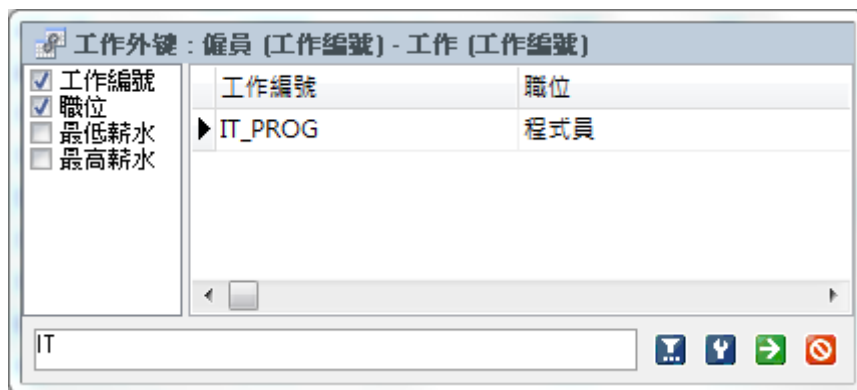 工作外键 : 僱員 (工作編號) - 工作 (工作編號)
工作編號
職位
最低薪水
最高薪水
工作編號 職位
IT_PROG 程式員
IT